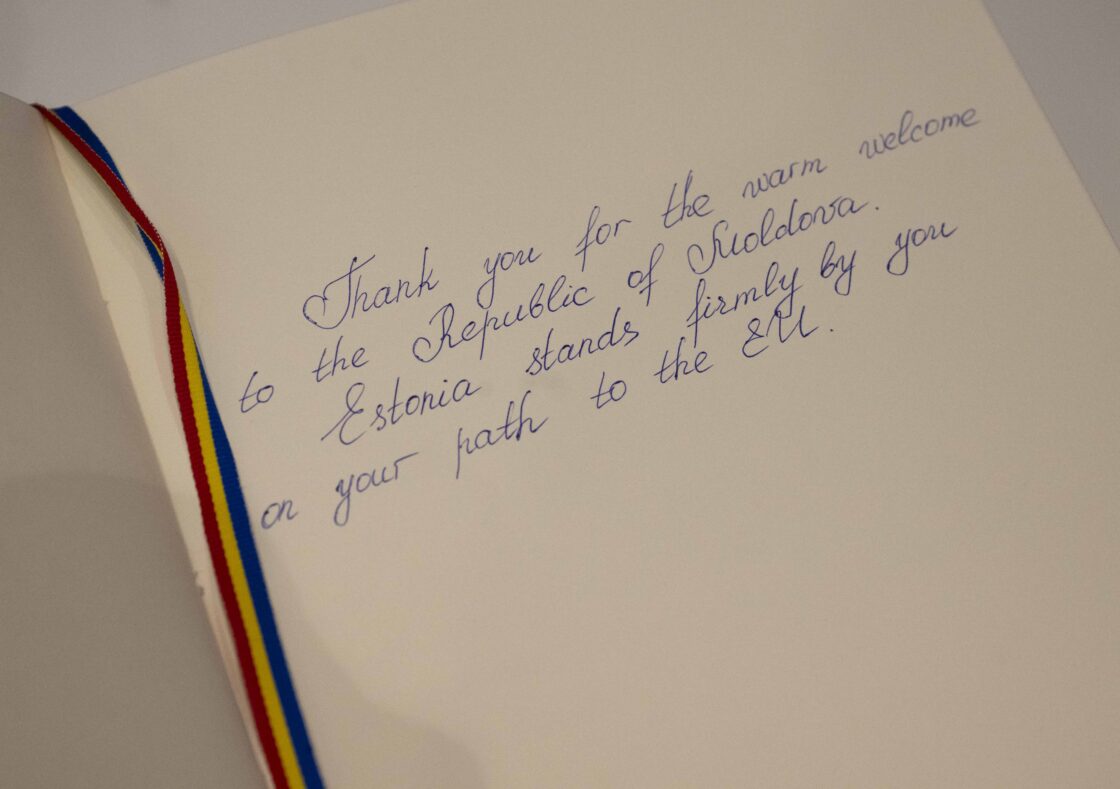 Thank you for the warm welcome
to the Republic of Moldova.
Estonia stands firmly by you
on your path to the EU.